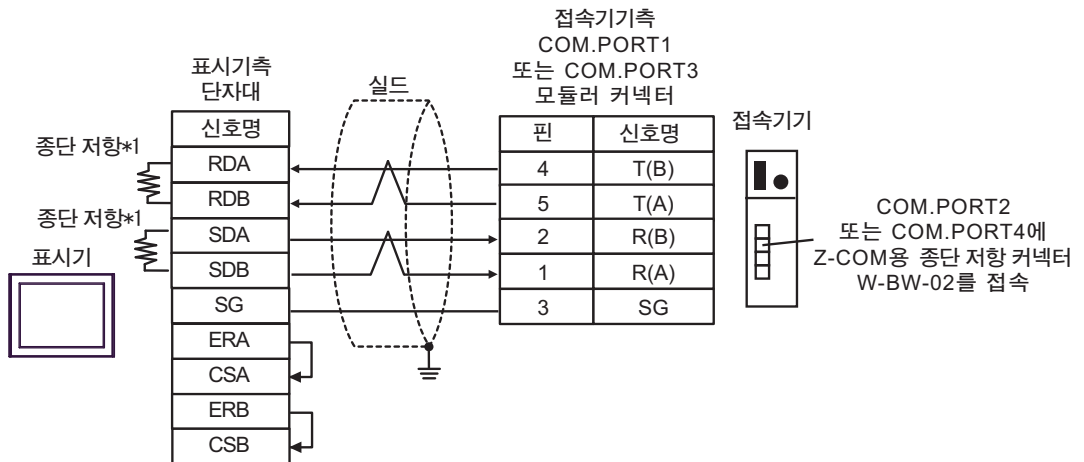 접속기기측
COM.PORT1
또는 COM.PORT3
모듈러 커넥터
표시기측
단자대
실드
접속기기
종단 저항*1
종단 저항*1
표시기
신호명
RDA
RDB
SDA
SDB
SG
ERA
CSA
ERB
CSB
핀 신호명
4 T(B)
5 T(A)
2 R(B)
1 R(A)
3 SG
COM.PORT2
또는 COM.PORT4에
Z-COM용 종단 저항 커넥터
W-BW-02를 접속